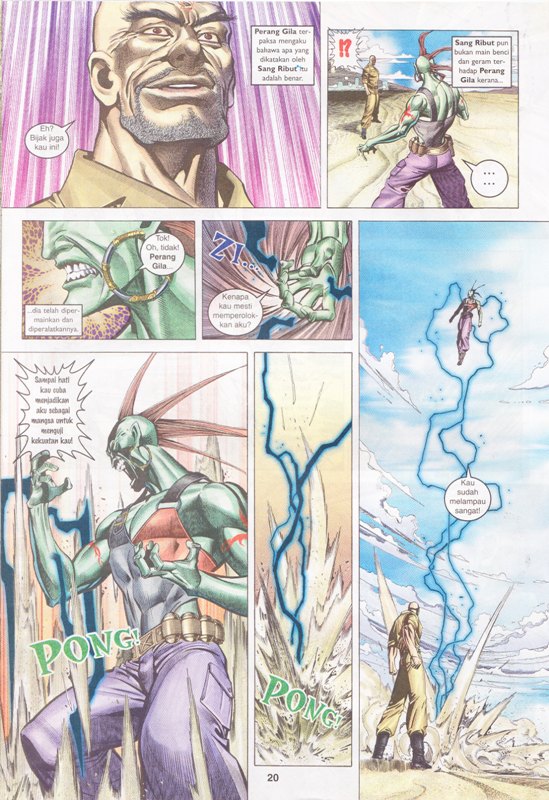 Perang Gila ter-
paksa mengaku
bahawa apa yang
dikatakan oleh
Sang Ribut itu
adalah benar.
Eh?
Bijak juga
kau ini!
!?
Sang Ribut pun
bukan main benci
dan geram ter-
hadap Perang
Gila kerana...
...
...
Tok!
Oh, tidak!
Perang
Gila...
...dia telah diper-
mainkan dan
diperalatkannya.
ZI...
Kenapa
kau mesti
memperolok-
kan aku?
Sampai hati
kau cuba
menjadikan
aku sebagai
mangsa untuk
menguji
kekuatan kau!
PONG!
PONG!
Kau
sudah
melampau
sangat!
20